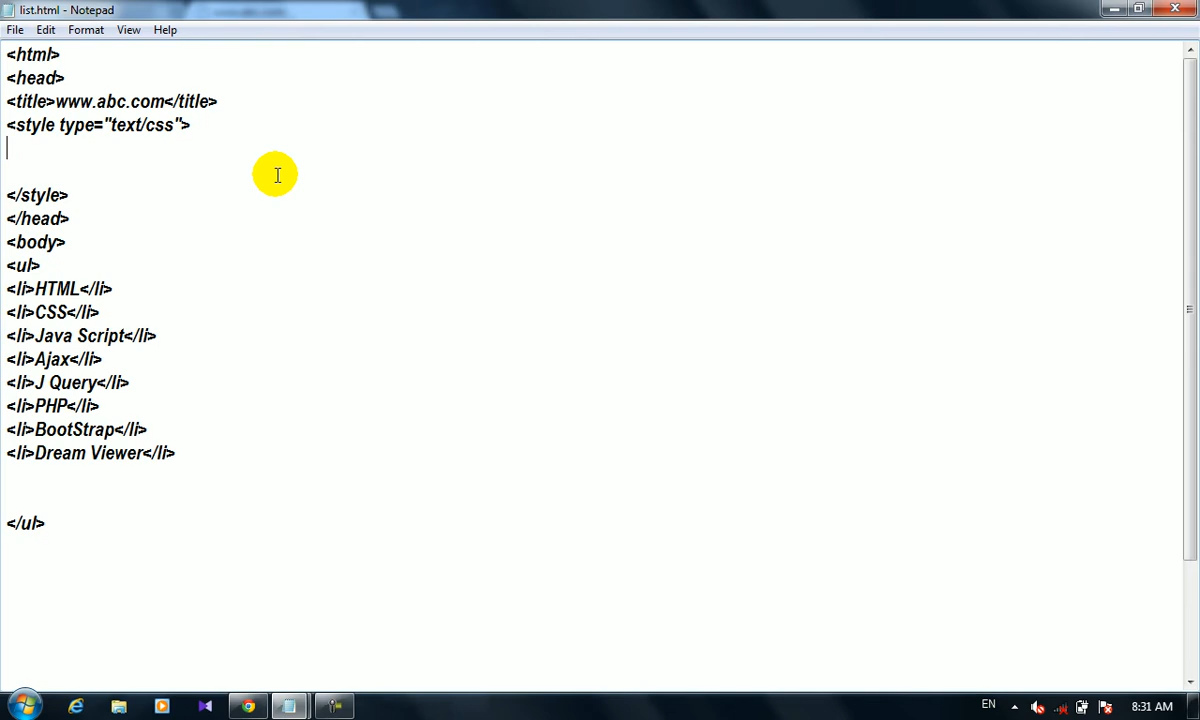 list.html - Notepad
File Edit Format View Help
<html>
<head>
<title>www.abc.com</title>
<style type="text/css">
</style>
</head>
<body>
<ul>
<li>HTML</li>
<li>CSS</li>
<li>Java Script</li>
<li>Ajax</li>
<li>J Query</li>
<li>PHP</li>
<li>BootStrap</li>
<li>Dream Viewer</li>
</ul>
EN 8:31 AM